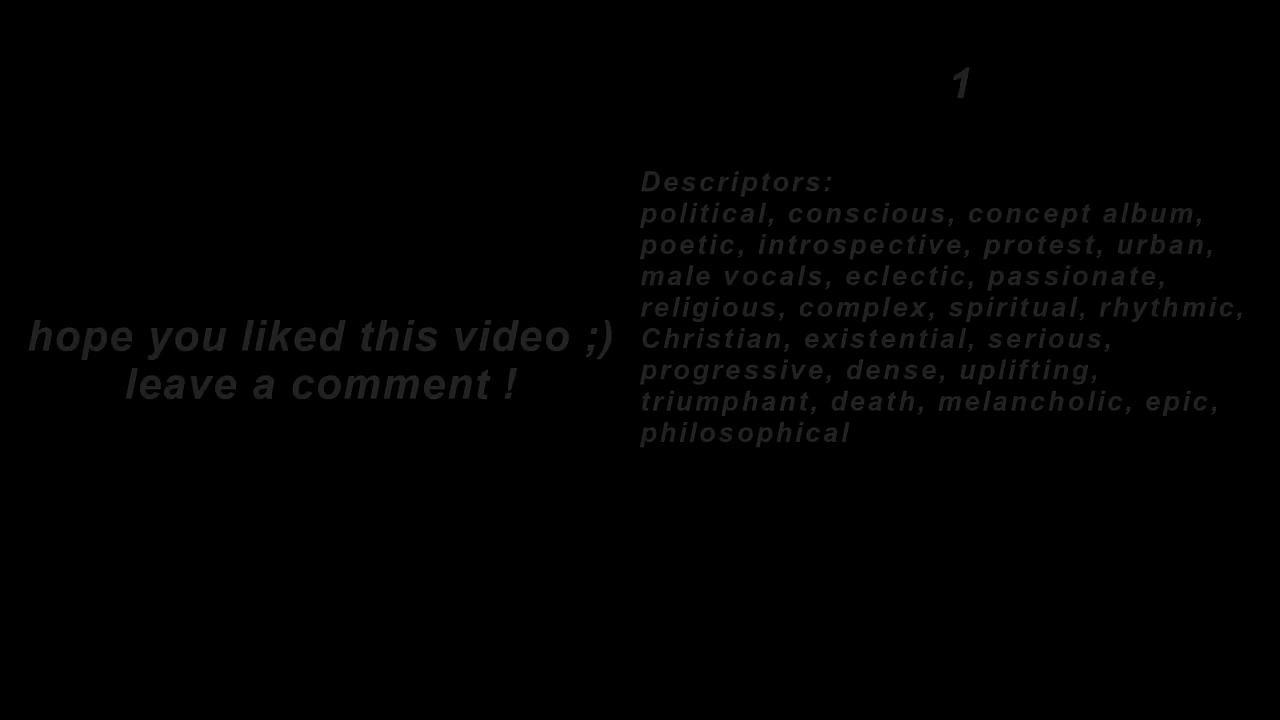 1
Descriptors:
political, conscious, concept album,
poetic, introspective, protest, urban,
male vocals, eclectic, passionate,
religious, complex, spiritual, rhythmic,
Christian, existential, serious,
progressive, dense, uplifting,
triumphant, death, melancholic, epic,
philosophical
hope you liked this video ;)
leave a comment !